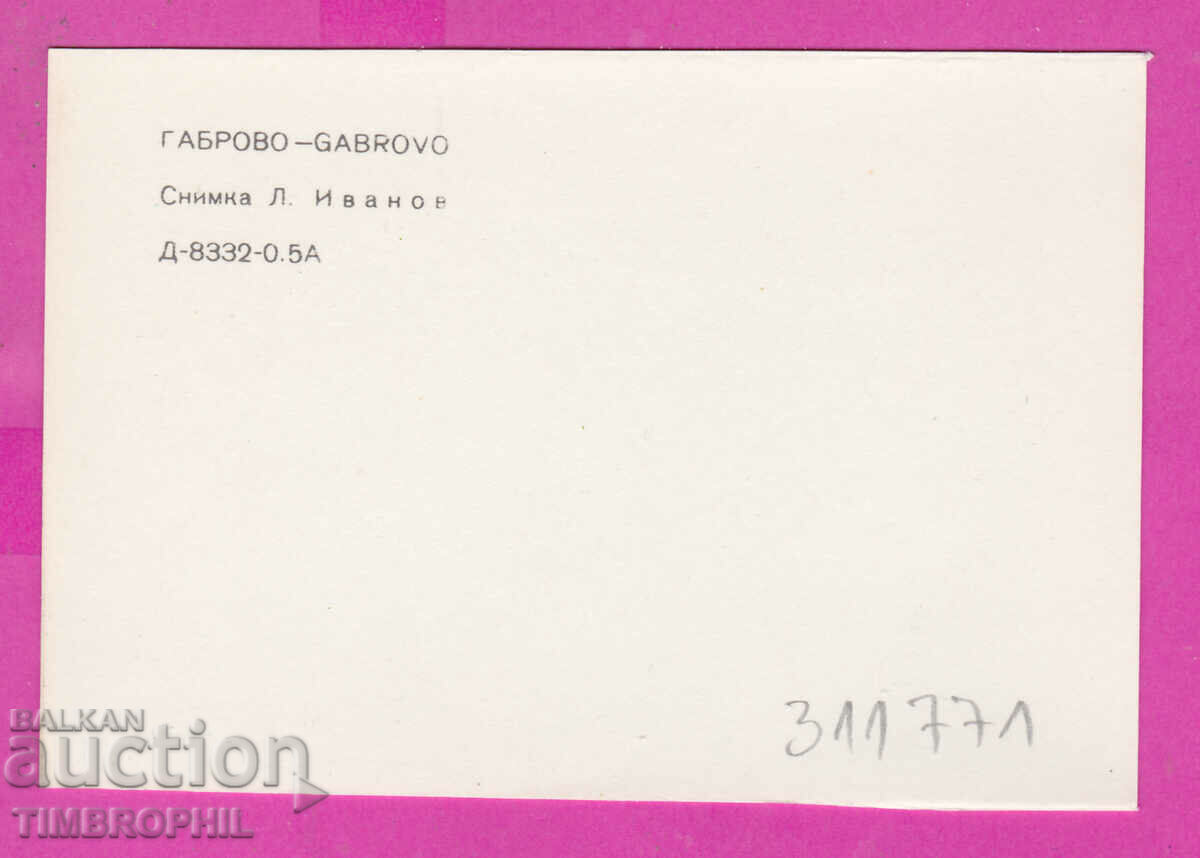 ГАБРОВО – GABROVO
Снимка Л. Иванов
Д-8332-0.5А
311771
BALKAN
auction
TIMBROPHIL